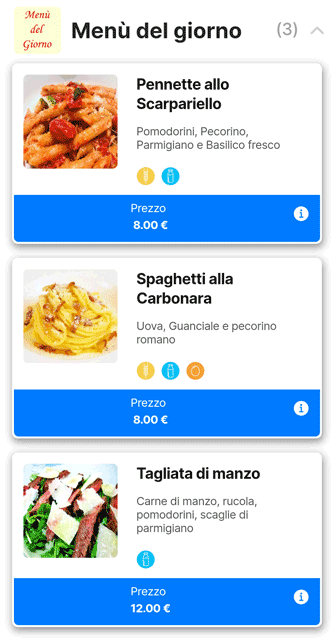 Menù
del
Giorno
Menù del giorno
(3)
Pennette allo
Scarpariello
Pomodorini, Pecorino,
Parmigiano e Basilico fresco
Prezzo
8.00 €
Spaghetti alla
Carbonara
Uova, Guanciale e pecorino
romano
Prezzo
8.00 €
Tagliata di manzo
Carne di manzo, rucola,
pomodorini, scaglie di
parmigiano
Prezzo
12.00 €